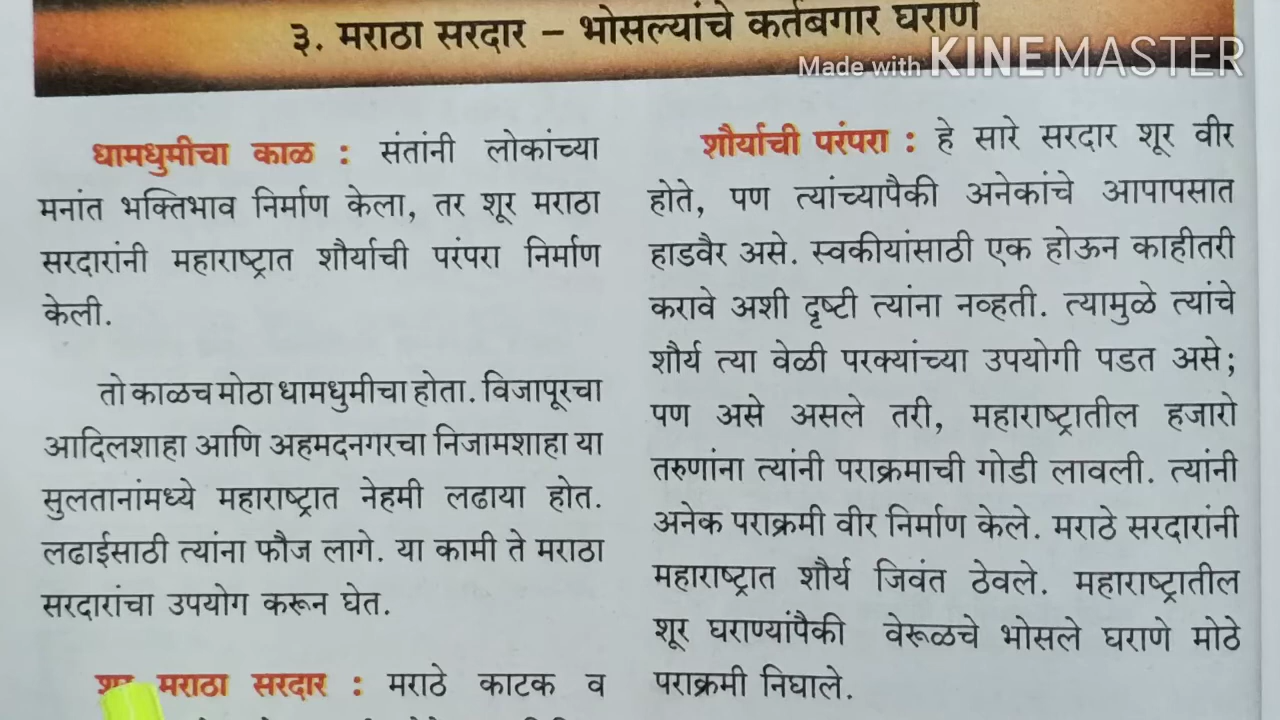 ३. मराठा सरदार – भोसल्यांचे कर्तबगार घराणे
Made with KINEMASTER
धामधुमीचा काळ : संतांनी लोकांच्या
मनांत भक्तिभाव निर्माण केला, तर शूर मराठा
सरदारांनी महाराष्ट्रात शौर्याची परंपरा निर्माण
केली.
तो काळच मोठा धामधुमीचा होता. विजापूरचा
आदिलशाहा आणि अहमदनगरचा निजामशाहा या
सुलतानांमध्ये महाराष्ट्रात नेहमी लढाया होत.
लढाईसाठी त्यांना फौज लागे. या कामी ते मराठा
सरदारांचा उपयोग करून घेत.
शूर मराठा सरदार : मराठे काटक व
शौर्याची परंपरा : हे सारे सरदार शूर वीर
होते, पण त्यांच्यापैकी अनेकांचे आपापसात
हाडवैर असे. स्वकीयांसाठी एक होऊन काहीतरी
करावे अशी दृष्टी त्यांना नव्हती. त्यामुळे त्यांचे
शौर्य त्या वेळी परक्यांच्या उपयोगी पडत असे;
पण असे असले तरी, महाराष्ट्रातील हजारो
तरुणांना त्यांनी पराक्रमाची गोडी लावली. त्यांनी
अनेक पराक्रमी वीर निर्माण केले. मराठे सरदारांनी
महाराष्ट्रात शौर्य जिवंत ठेवले. महाराष्ट्रातील
शूर घराण्यांपैकी वेरूळचे भोसले घराणे मोठे
पराक्रमी निघाले.